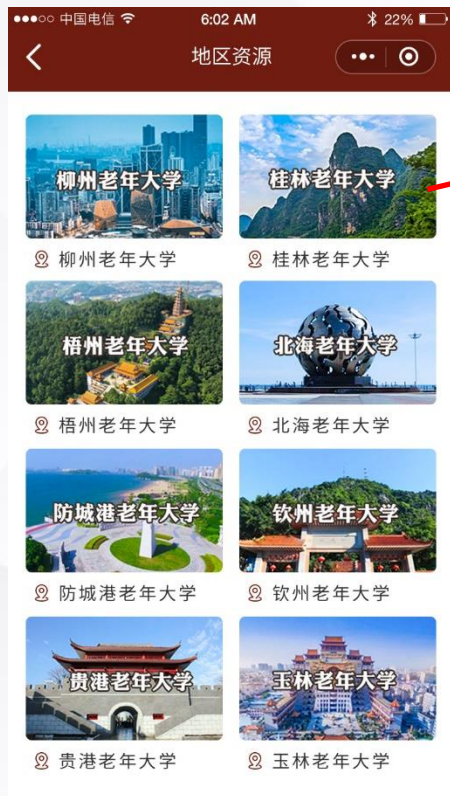 中国电信 6:02 AM 22%
地区资源
柳州老年大学 桂林老年大学
柳州老年大学 桂林老年大学
梧州老年大学 北海老年大学
梧州老年大学 北海老年大学
防城港老年大学 钦州老年大学
防城港老年大学 钦州老年大学
贵港老年大学 玉林老年大学
贵港老年大学 玉林老年大学